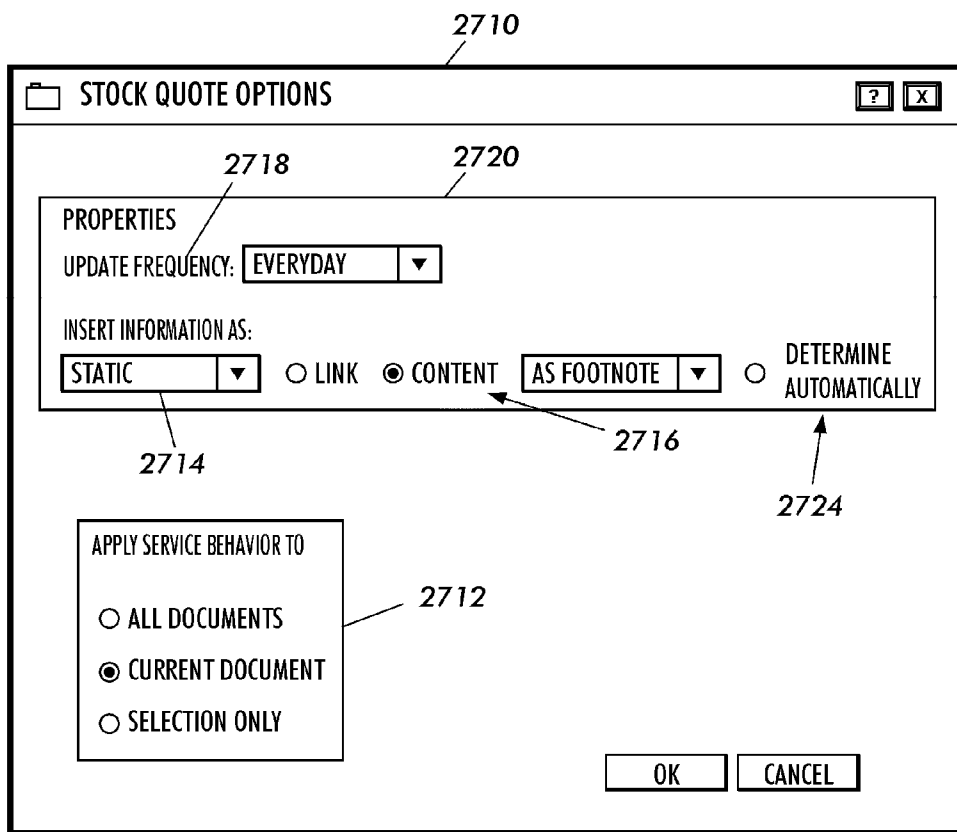 2710
STOCK QUOTE OPTIONS ? X
2718 2720
PROPERTIES
UPDATE FREQUENCY: EVERYDAY
INSERT INFORMATION AS:
STATIC LINK CONTENT AS FOOTNOTE DETERMINE
AUTOMATICALLY
2714 2716 2724
APPLY SERVICE BEHAVIOR TO
ALL DOCUMENTS
2712
CURRENT DOCUMENT
SELECTION ONLY
OK CANCEL